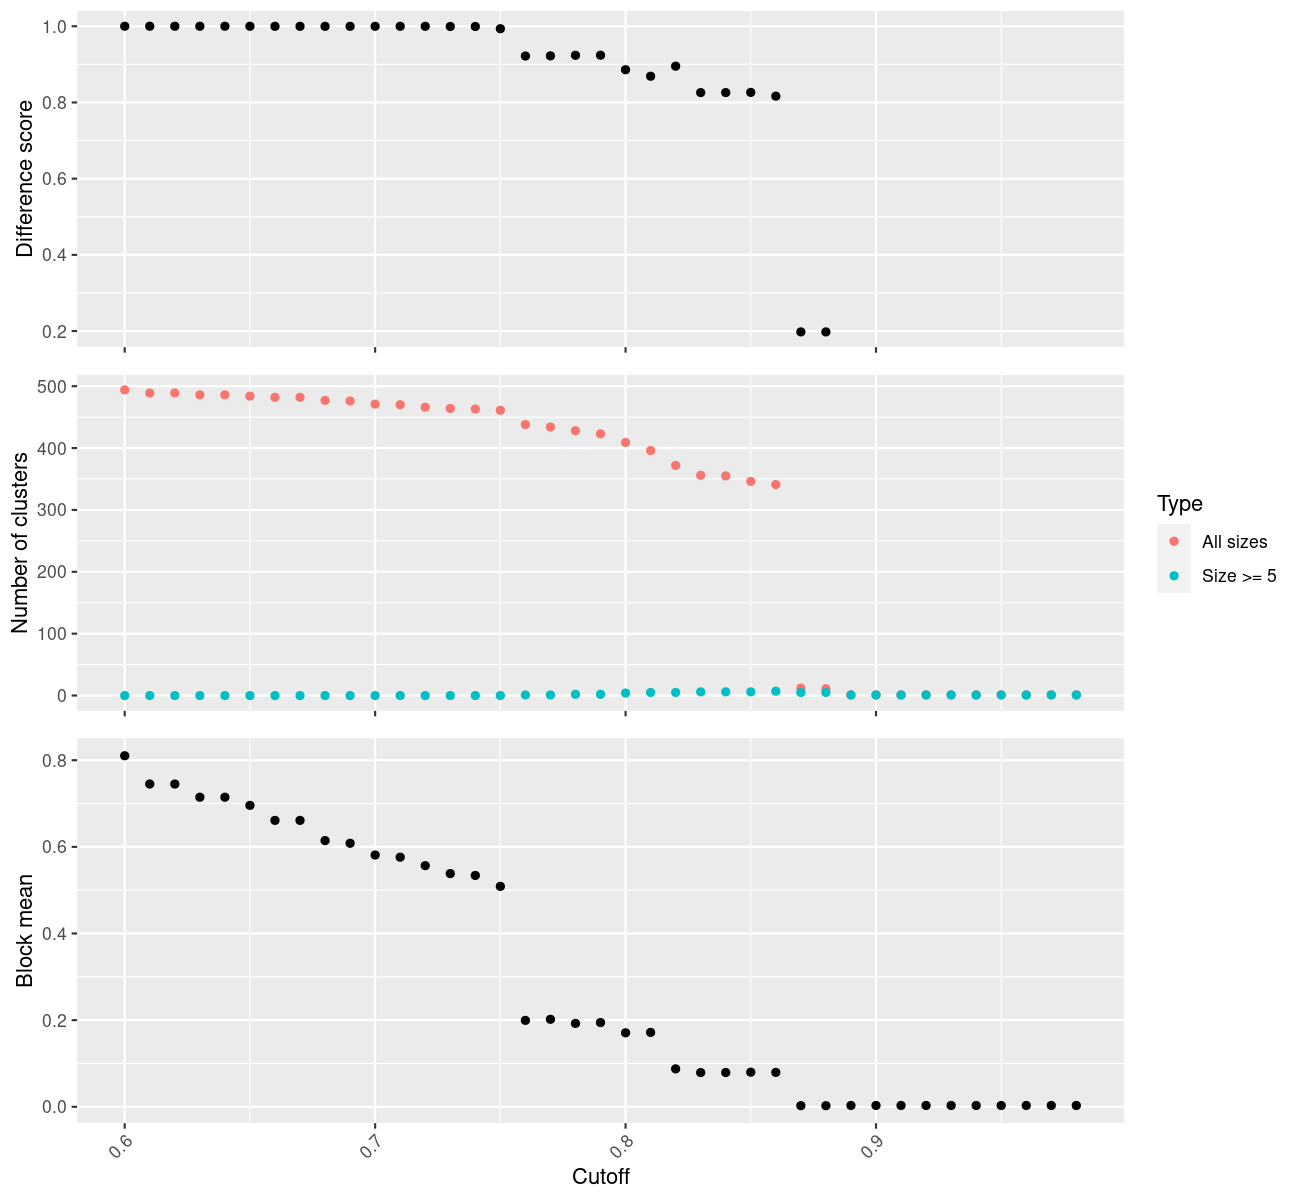 1.0
0.8
0.6
0.4
0.2
Difference score
500
400
300
200
100
0
Number of clusters
Type
All sizes
Size >= 5
0.8
0.6
0.4
0.2
0.0
Block mean
0.6 0.7 0.8 0.9
Cutoff